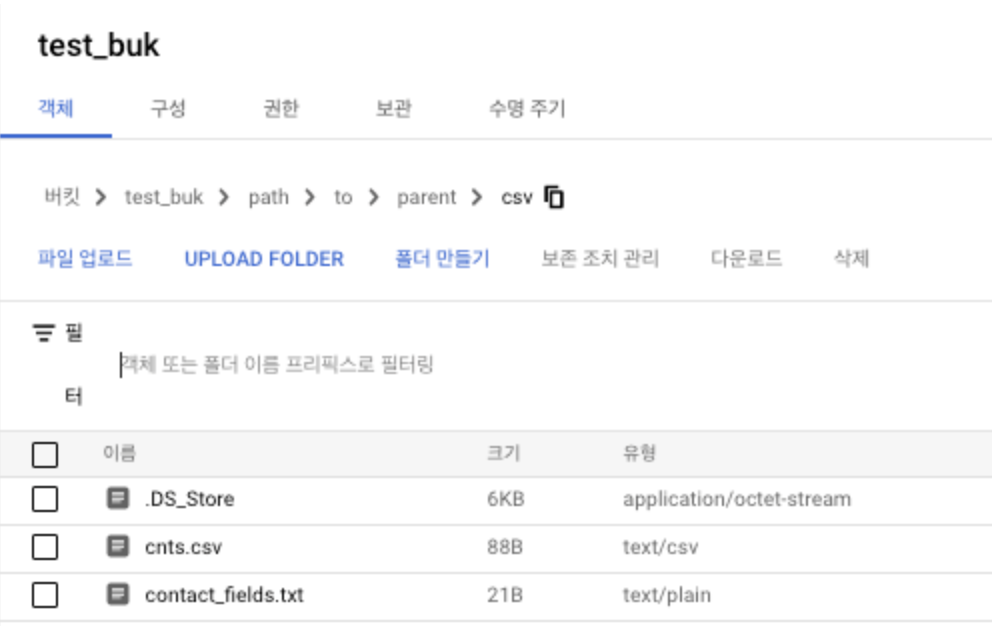 test_buk
객체 구성 권한 보관 수명 주기
버킷 test_buk path to parent csv
파일 업로드 UPLOAD FOLDER 폴더 만들기 보존 조치 관리 다운로드 삭제
필
객체 또는 폴더 이름 프리픽스로 필터링
터
이름 크기 유형
.DS_Store 6KB application/octet-stream
cnts.csv 88B text/csv
contact_fields.txt 21B text/plain